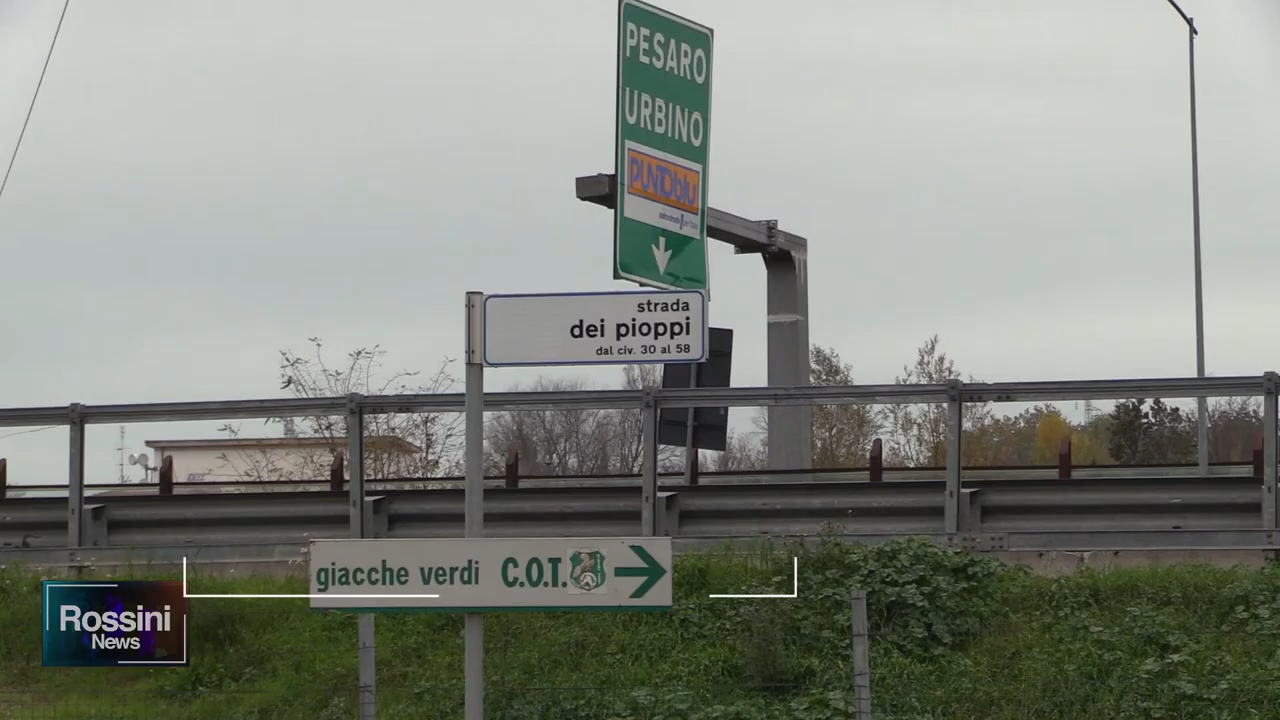 PESARO
URBINO
PUNTOblu
strada
dei pioppi
dal civ. 30 al 58
giacche verdi C.O.T.
Rossini
News